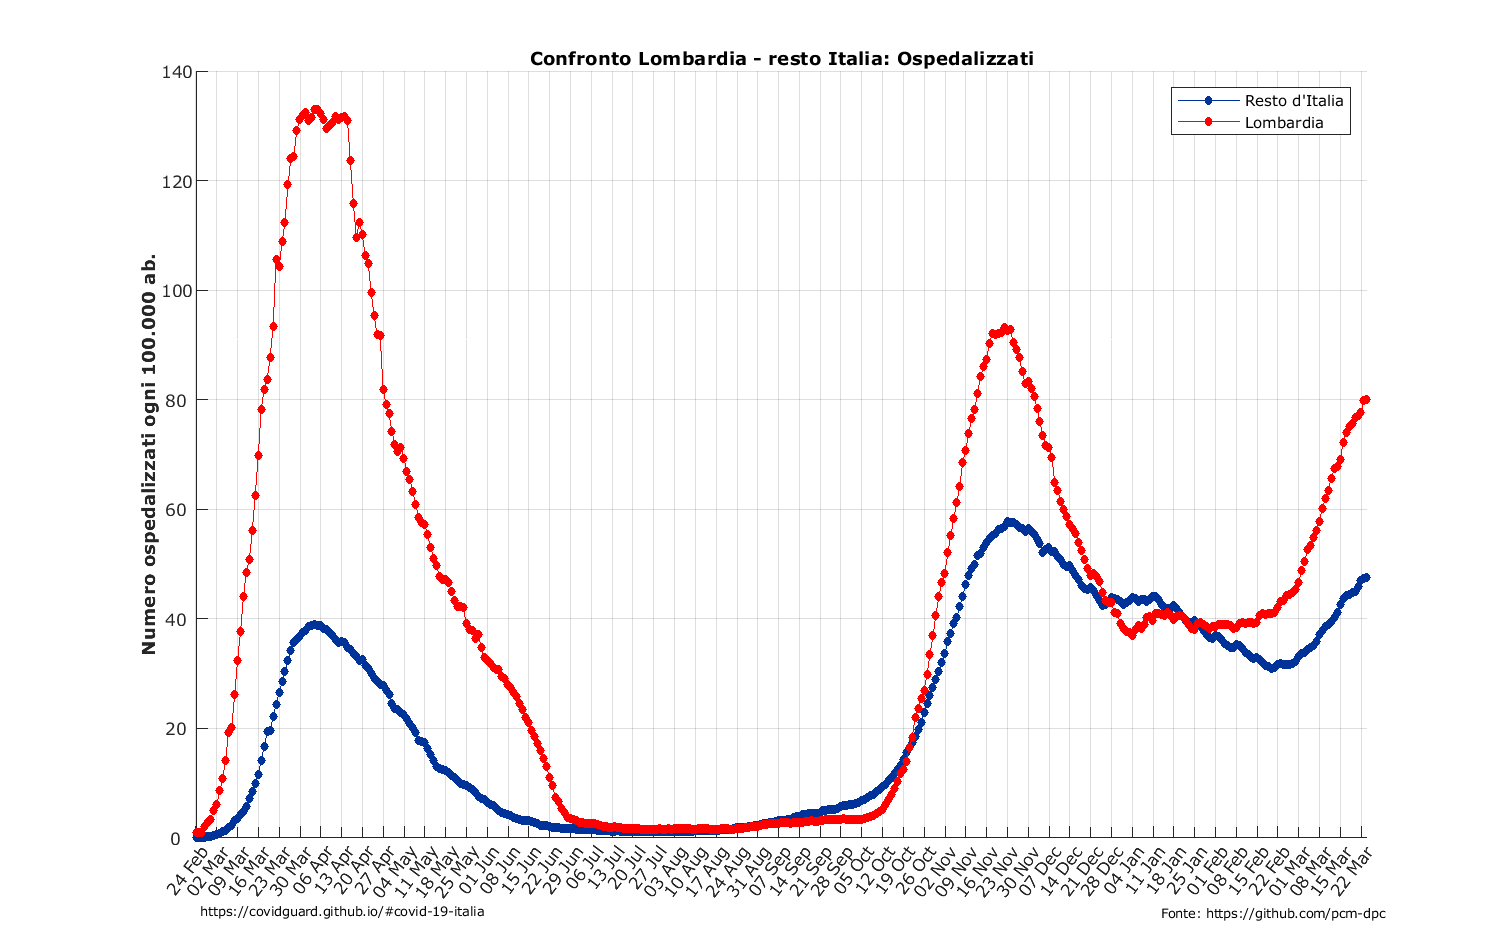 Confronto Lombardia - resto Italia: Ospedalizzati
Resto d'Italia
Lombardia
Numero ospedalizzati ogni 100.000 ab.
140
120
100
80
60
40
20
0
24 Feb
02 Mar
09 Mar
16 Mar
23 Mar
30 Mar
06 Apr
13 Apr
20 Apr
27 Apr
04 May
11 May
18 May
25 May
01 Jun
08 Jun
15 Jun
22 Jun
29 Jun
06 Jul
13 Jul
20 Jul
27 Jul
03 Aug
10 Aug
17 Aug
24 Aug
31 Aug
07 Sep
14 Sep
21 Sep
28 Sep
05 Oct
12 Oct
19 Oct
26 Oct
02 Nov
09 Nov
16 Nov
23 Nov
30 Nov
07 Dec
14 Dec
21 Dec
28 Dec
04 Jan
11 Jan
18 Jan
25 Jan
01 Feb
08 Feb
15 Feb
22 Feb
01 Mar
08 Mar
15 Mar
22 Mar
https://covidguard.github.io/#covid-19-italia
Fonte: https://github.com/pcm-dpc